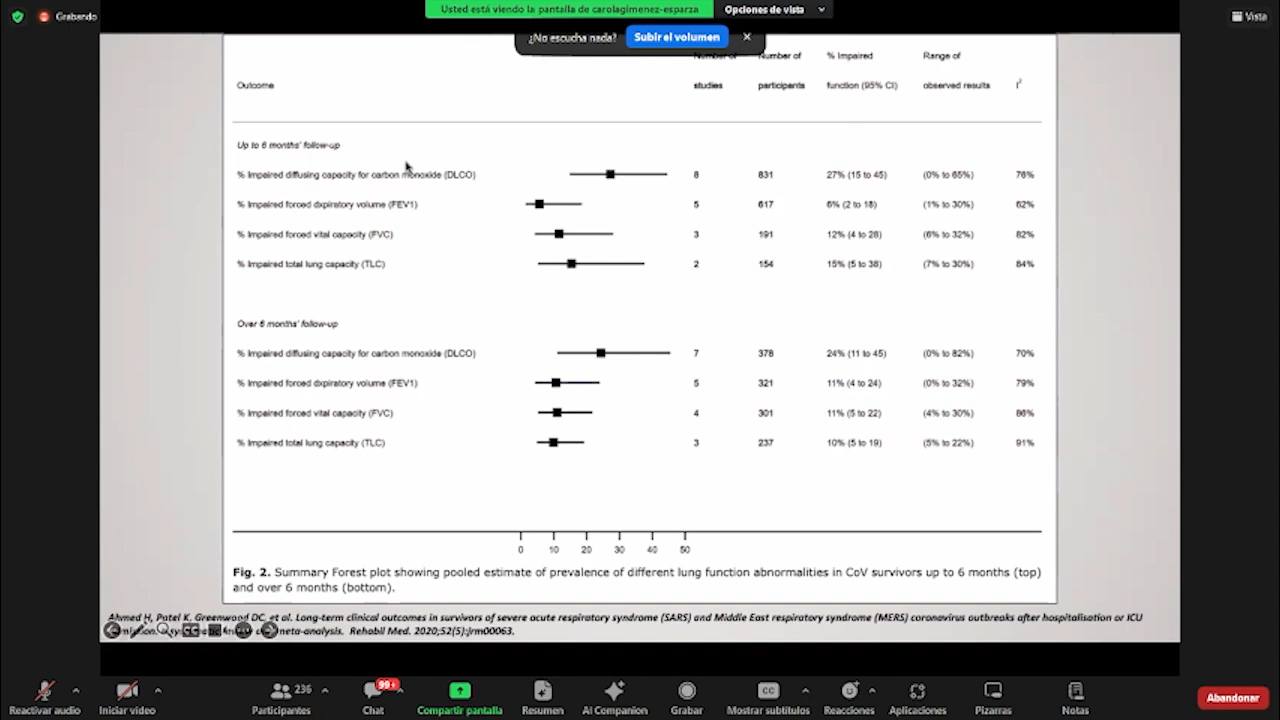 Grabando
Usted está viendo la pantalla de carolagimenez-esparza
Opciones de vista
Vista
¿No escucha nada?
Subir el volumen
Number of Number of % Impaired Range of
Outcome studies participants function (95% CI) observed results I²
Up to 6 months' follow-up
% Impaired diffusing capacity for carbon monoxide (DLCO) 8 831 27% (15 to 45) (0% to 65%) 76%
% Impaired forced dxpiratory volume (FEV1) 5 617 6% (2 to 18) (1% to 30%) 62%
% Impaired forced vital capacity (FVC) 3 191 12% (4 to 28) (6% to 32%) 82%
% Impaired total lung capacity (TLC) 2 154 15% (5 to 38) (7% to 30%) 84%
Over 6 months' follow-up
% Impaired diffusing capacity for carbon monoxide (DLCO) 7 378 24% (11 to 45) (0% to 82%) 70%
% Impaired forced dxpiratory volume (FEV1) 5 321 11% (4 to 24) (0% to 32%) 79%
% Impaired forced vital capacity (FVC) 4 301 11% (5 to 22) (4% to 30%) 86%
% Impaired total lung capacity (TLC) 3 237 10% (5 to 19) (5% to 22%) 91%
0 10 20 30 40 50
Fig. 2. Summary Forest plot showing pooled estimate of prevalence of different lung function abnormalities in CoV survivors up to 6 months (top)
and over 6 months (bottom).
Ahmed H, Patel K, Greenwood DC, et al. Long-term clinical outcomes in survivors of severe acute respiratory syndrome (SARS) and Middle East respiratory syndrome (MERS) coronavirus outbreaks after hospitalisation or ICU
meta-analysis. Rehabil Med. 2020;52(5):jrm00063.
236 99+ CC
Reactivar audio Iniciar video Participantes Chat Compartir pantalla Resumen AI Companion Grabar Mostrar subtítulos Reacciones Aplicaciones Pizarras Notas Abandonar